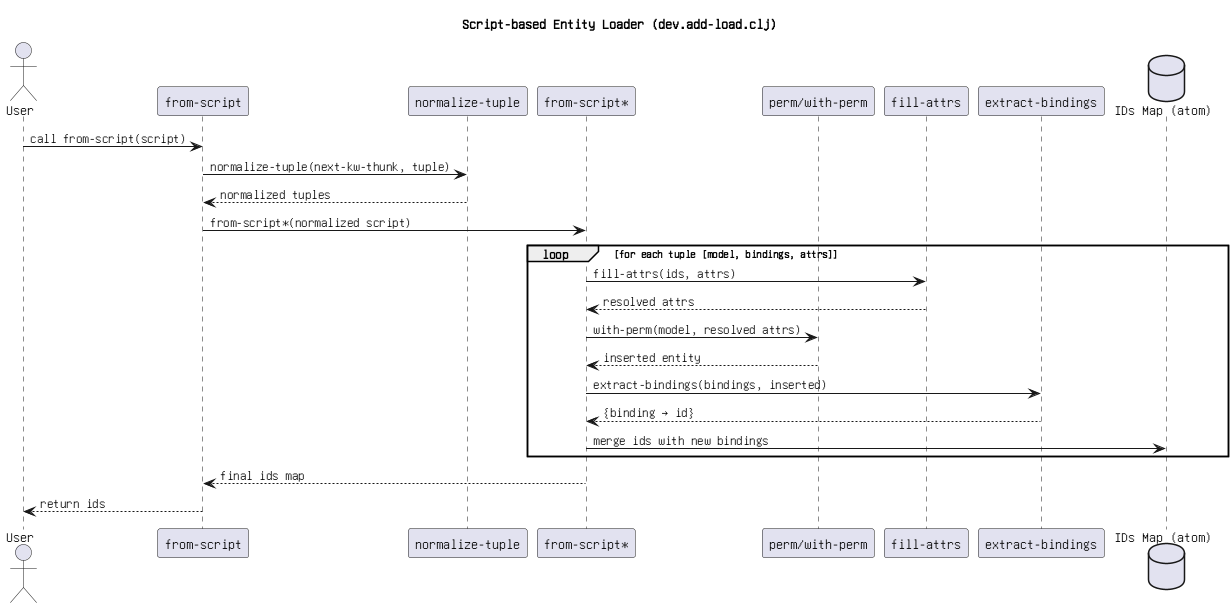 Script-based Entity Loader (dev.add-load.clj)
User
from-script
normalize-tuple
from-script*
perm/with-perm
fill-attrs
extract-bindings
IDs Map (atom)
call from-script(script)
normalize-tuple(next-kw-thunk, tuple)
normalized tuples
from-script*(normalized script)
loop
[for each tuple [model, bindings, attrs]]
fill-attrs(ids, attrs)
resolved attrs
with-perm(model, resolved attrs)
inserted entity
extract-bindings(bindings, inserted)
{binding → id}
merge ids with new bindings
final ids map
return ids
User
from-script
normalize-tuple
from-script*
perm/with-perm
fill-attrs
extract-bindings
IDs Map (atom)